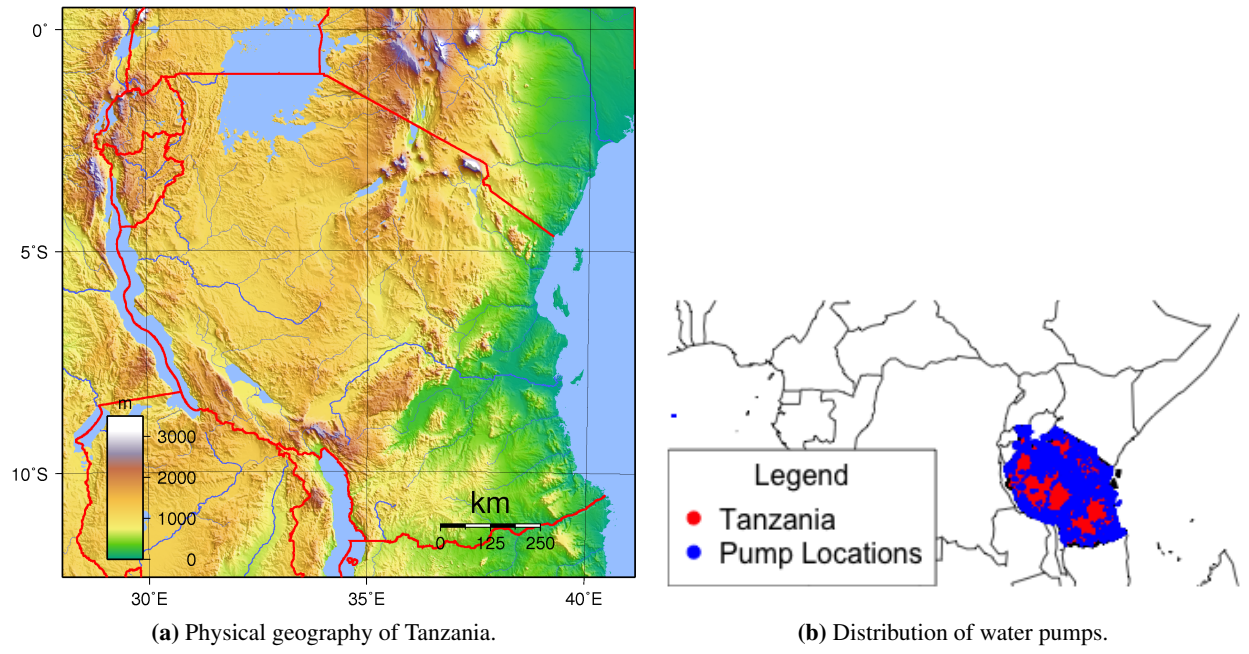 0°
5°S
10°S
m
3000
2000
1000
0
km
0 125 250
30°E 35°E 40°E
(a) Physical geography of Tanzania.
Legend
Tanzania
Pump Locations
(b) Distribution of water pumps.